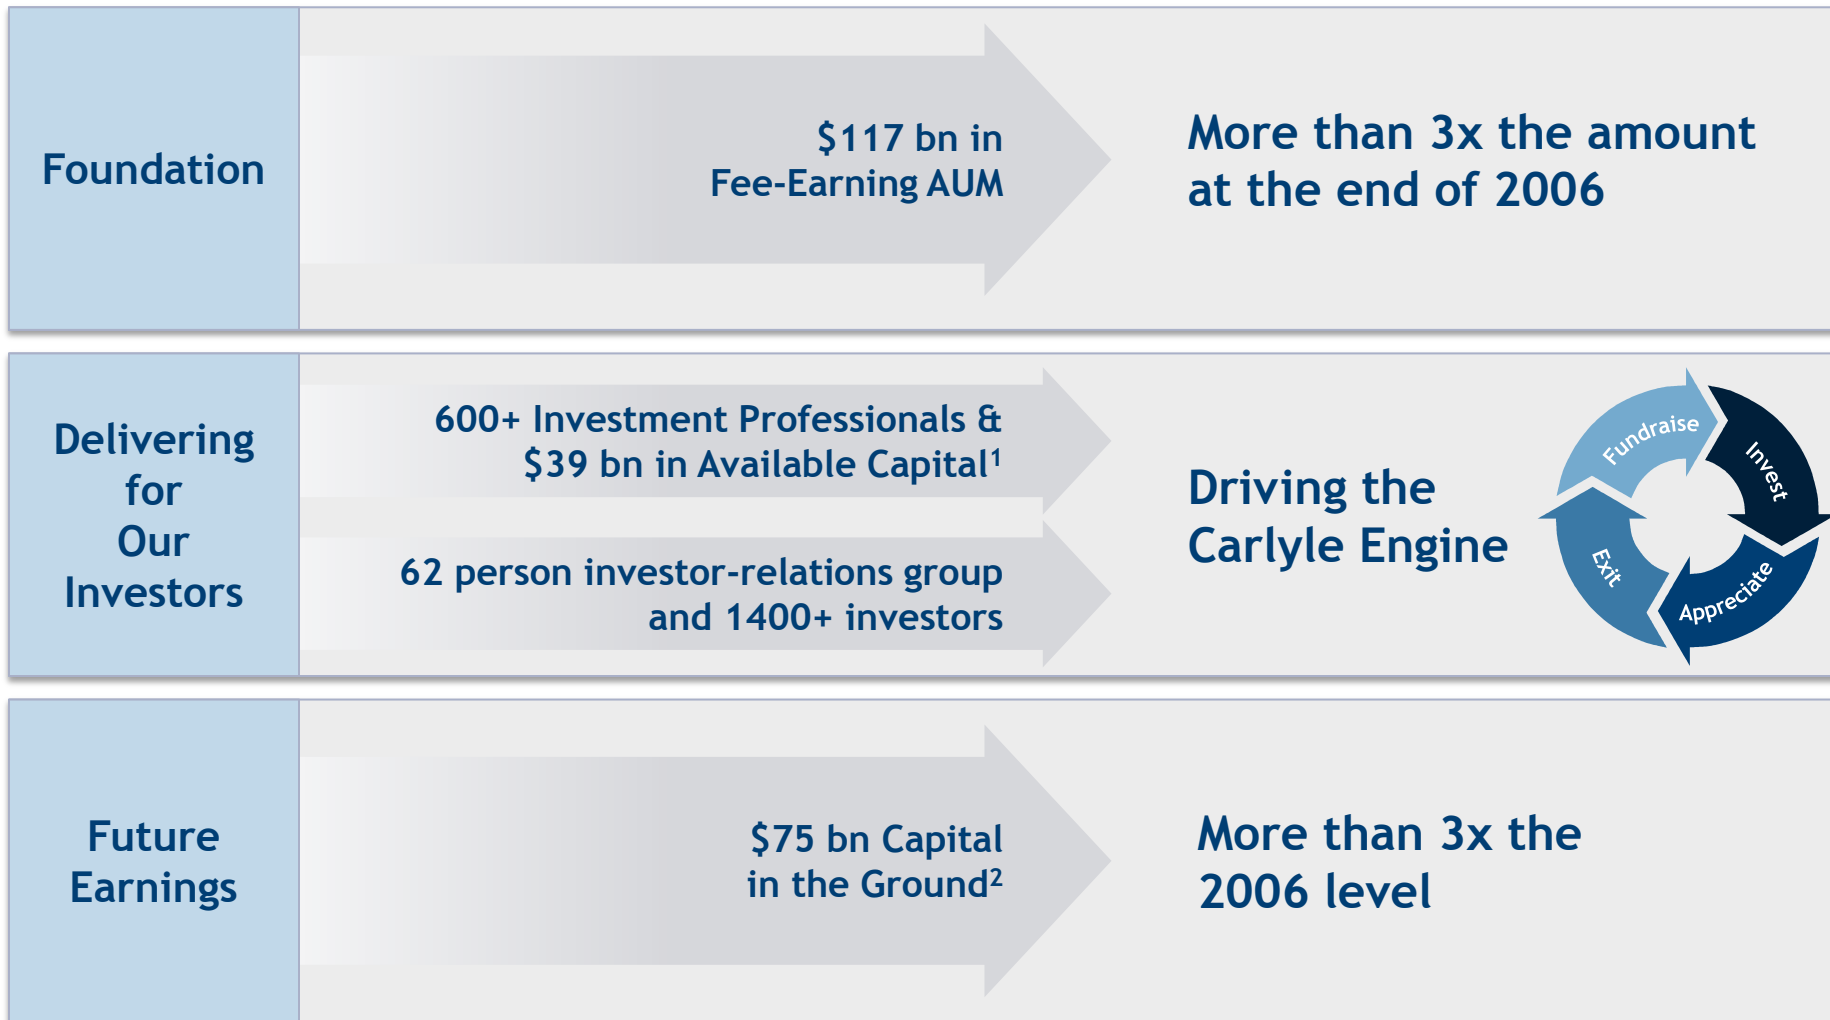 Foundation
$117 bn in
Fee-Earning AUM
More than 3x the amount
at the end of 2006
Delivering
for
Our
Investors
600+ Investment Professionals &
$39 bn in Available Capital¹
62 person investor-relations group
and 1400+ investors
Driving the
Carlyle Engine
Fundraise
Invest
Appreciate
Exit
Future
Earnings
$75 bn Capital
in the Ground²
More than 3x the
2006 level